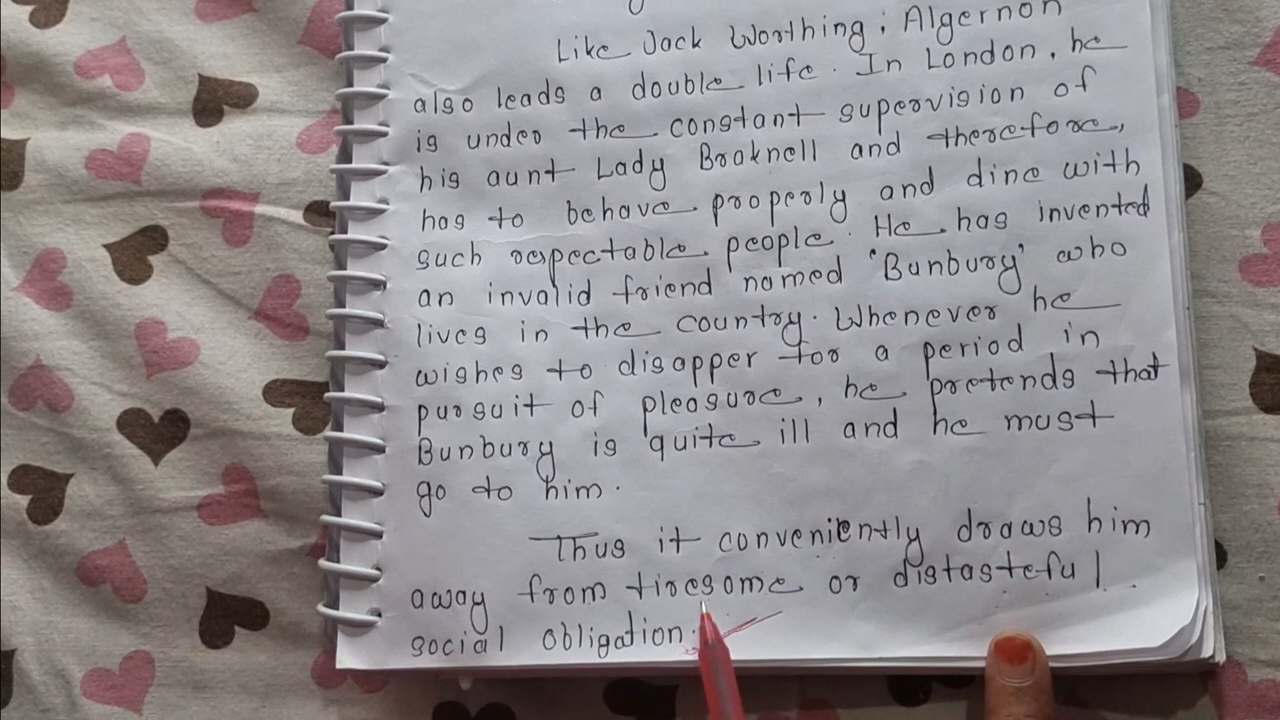 Like Jack Worthing, Algernon
also leads a double life. In London, he
is under the constant supervision of
his aunt Lady Braknell and therefore,
has to behave properly and dine with
such respectable people. He has invented
an invalid friend named 'Bunbury' who
lives in the country. Whenever he
wishes to disapper for a period in
pursuit of pleasure, he pretends that
Bunbury is quite ill and he must
go to him.
Thus it conveniently draws him
away from tiresome or distasteful
social obligation.